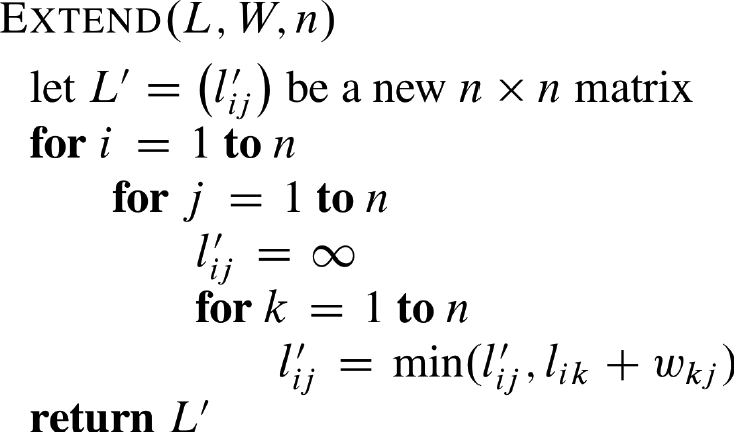 EXTEND(L, W, n)
let L′ = (l′ij) be a new n × n matrix
for i = 1 to n
for j = 1 to n
l′ij = ∞
for k = 1 to n
l′ij = min(l′ij, lik + wkj)
return L′